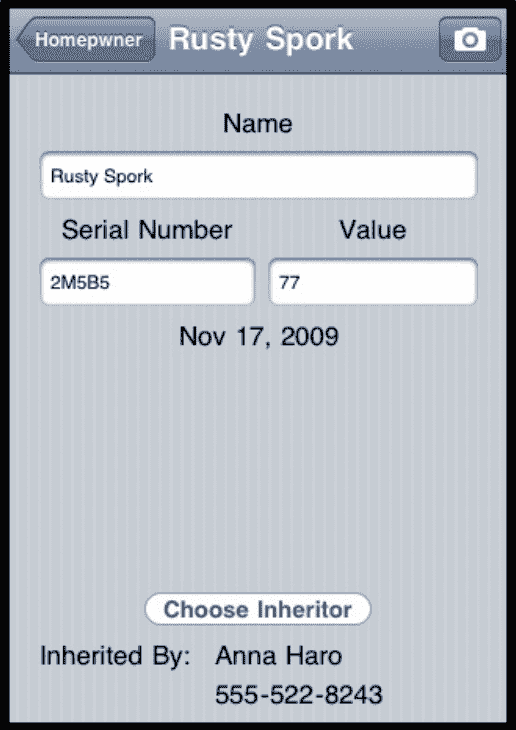 Homepwner Rusty Spork
Name
Rusty Spork
Serial Number Value
2M5B5 77
Nov 17, 2009
Choose Inheritor
Inherited By: Anna Haro
555-522-8243